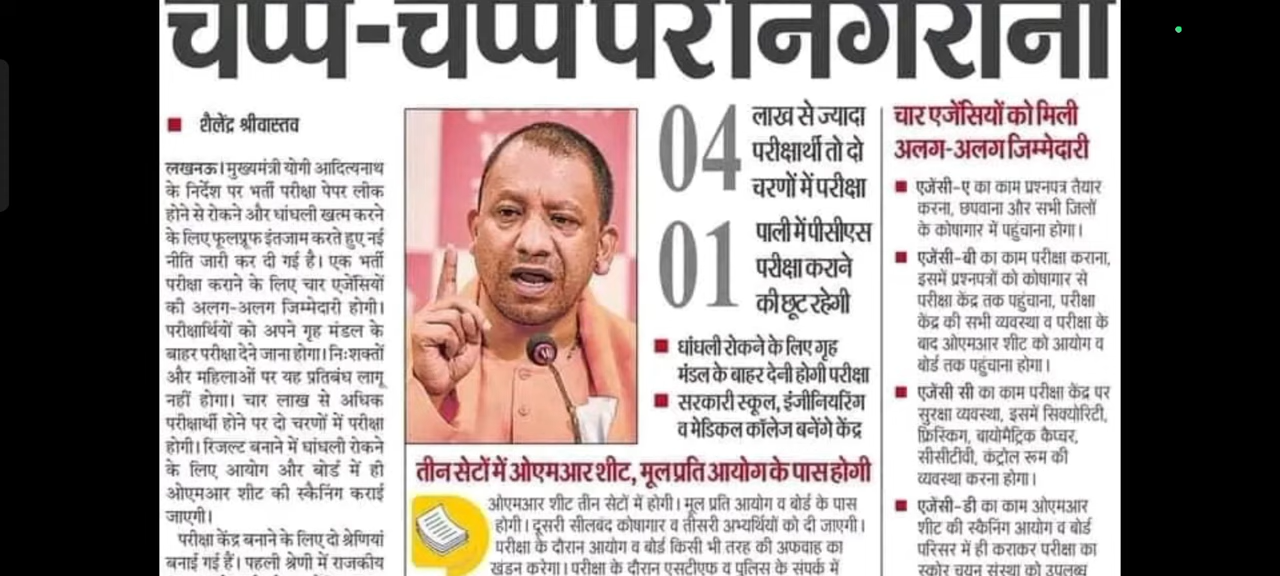 चप्पे-चप्पे पर निगरानी
■ शैलेंद्र श्रीवास्तव
लखनऊ। मुख्यमंत्री योगी आदित्यनाथ
के निर्देश पर भर्ती परीक्षा पेपर लीक
होने से रोकने और धांधली खत्म करने
के लिए फूलप्रूफ इंतजाम करते हुए नई
नीति जारी कर दी गई है। एक भर्ती
परीक्षा कराने के लिए चार एजेंसियों
की अलग-अलग जिम्मेदारी होगी।
परीक्षार्थियों को अपने गृह मंडल के
बाहर परीक्षा देने जाना होगा। निःशक्तों
और महिलाओं पर यह प्रतिबंध लागू
नहीं होगा। चार लाख से अधिक
परीक्षार्थी होने पर दो चरणों में परीक्षा
होगी। रिजल्ट बनाने में धांधली रोकने
के लिए आयोग और बोर्ड में ही
ओएमआर शीट की स्कैनिंग कराई
जाएगी।
परीक्षा केंद्र बनाने के लिए दो श्रेणियां
बनाई गई हैं। पहली श्रेणी में राजकीय
04 लाख से ज्यादा
परीक्षार्थी तो दो
चरणों में परीक्षा
01 पाली में पीसीएस
परीक्षा कराने
की छूट रहेगी
■ धांधली रोकने के लिए गृह
मंडल के बाहर देनी होगी परीक्षा
■ सरकारी स्कूल, इंजीनियरिंग
व मेडिकल कॉलेज बनेंगे केंद्र
तीन सेटों में ओएमआर शीट, मूल प्रति आयोग के पास होगी
ओएमआर शीट तीन सेटों में होगी। मूल प्रति आयोग व बोर्ड के पास
होगी। दूसरी सीलबंद कोषागार व तीसरी अभ्यर्थियों को दी जाएगी।
परीक्षा के दौरान आयोग व बोर्ड किसी भी तरह की अफवाह का
खंडन करेगा। परीक्षा के दौरान एसटीएफ व पुलिस के संपर्क में
चार एजेंसियों को मिली
अलग-अलग जिम्मेदारी
■ एजेंसी-ए का काम प्रश्नपत्र तैयार
करना, छपवाना और सभी जिलों
के कोषागार में पहुंचाना होगा।
■ एजेंसी-बी का काम परीक्षा कराना,
इसमें प्रश्नपत्रों को कोषागार से
परीक्षा केंद्र तक पहुंचाना, परीक्षा
केंद्र की सभी व्यवस्था व परीक्षा के
बाद ओएमआर शीट को आयोग व
बोर्ड तक पहुंचाना होगा।
■ एजेंसी सी का काम परीक्षा केंद्र पर
सुरक्षा व्यवस्था, इसमें सिक्योरिटी,
फ्रिस्किंग, बायोमैट्रिक कैप्चर,
सीसीटीवी, कंट्रोल रूम की
व्यवस्था करना होगा।
■ एजेंसी-डी का काम ओएमआर
शीट की स्कैनिंग आयोग व बोर्ड
परिसर में ही कराकर परीक्षा का
स्कोर चयन संस्था को उपलब्ध